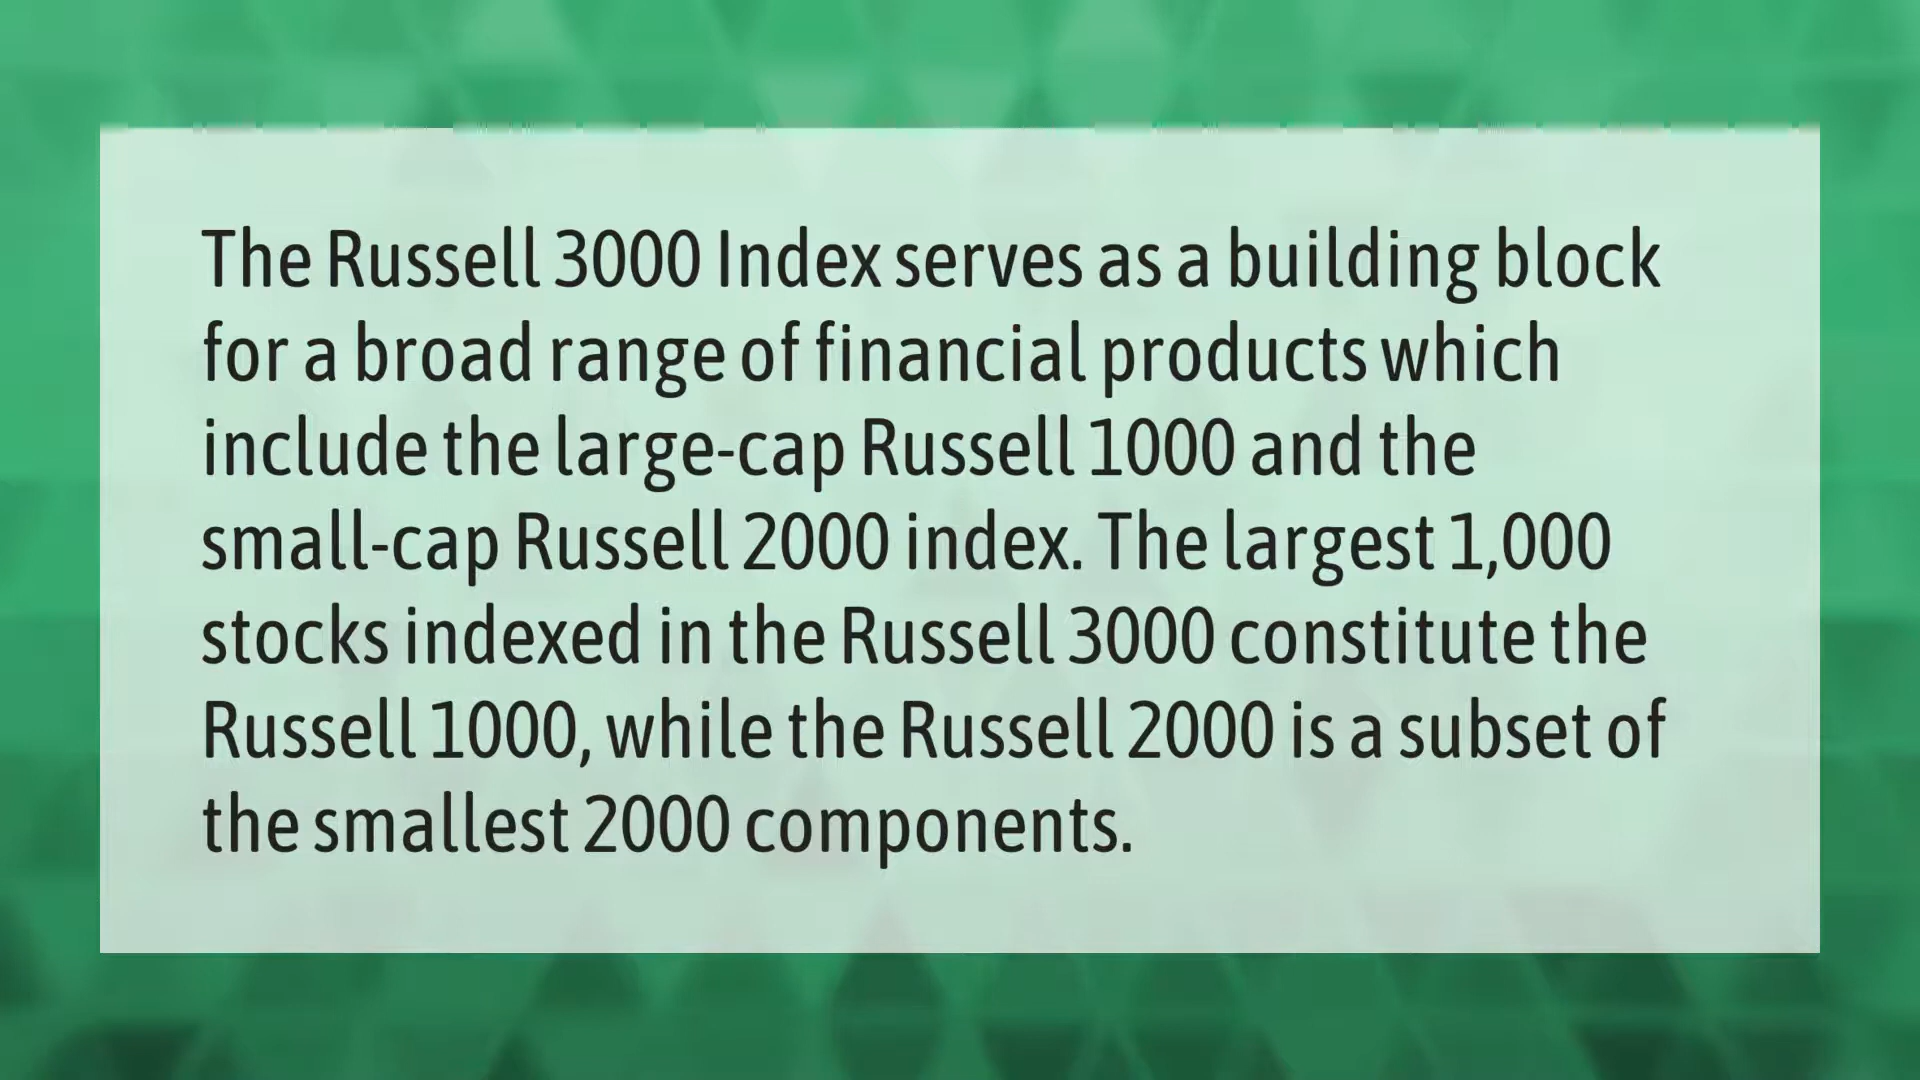 The Russell 3000 Index serves as a building block
for a broad range of financial products which
include the large-cap Russell 1000 and the
small-cap Russell 2000 index. The largest 1,000
stocks indexed in the Russell 3000 constitute the
Russell 1000, while the Russell 2000 is a subset of
the smallest 2000 components.